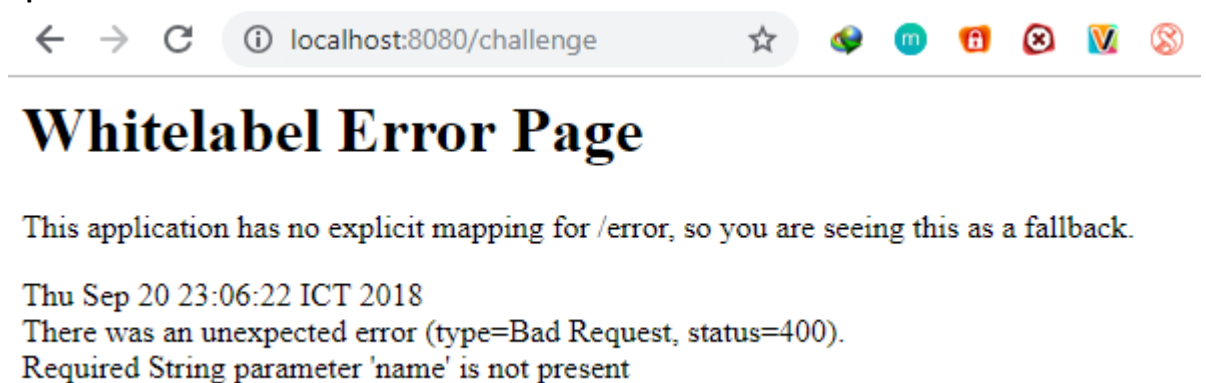 localhost:8080/challenge
m
Whitelabel Error Page
This application has no explicit mapping for /error, so you are seeing this as a fallback.
Thu Sep 20 23:06:22 ICT 2018
There was an unexpected error (type=Bad Request, status=400).
Required String parameter 'name' is not present